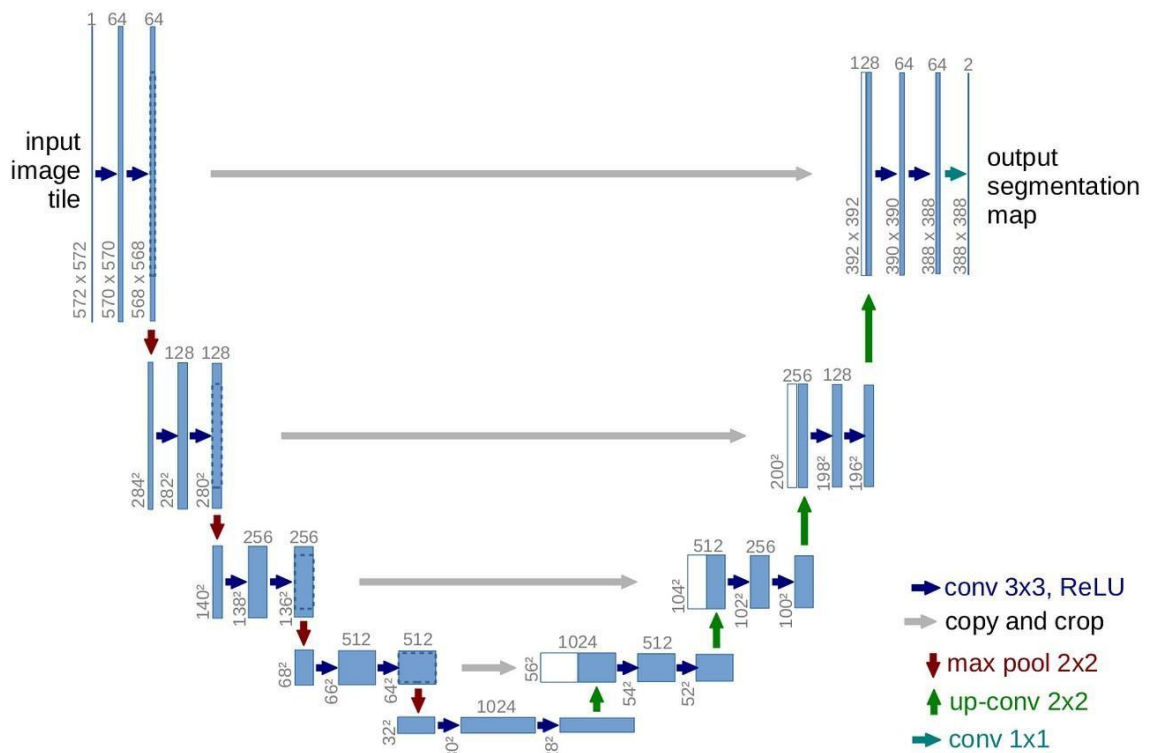 1 64 64
128 64 64 2
input
image
tile
output
segmentation
map
572 x 572
570 x 570
568 x 568
392 x 392
390 x 390
388 x 388
388 x 388
128 128
256 128
284²
282²
280²
200²
198²
196²
256 256
512 256
140²
138²
136²
104²
102²
100²
512 512
1024 512
68²
66²
64²
56²
54²
52²
1024
32²
conv 3x3, ReLU
copy and crop
max pool 2x2
up-conv 2x2
conv 1x1